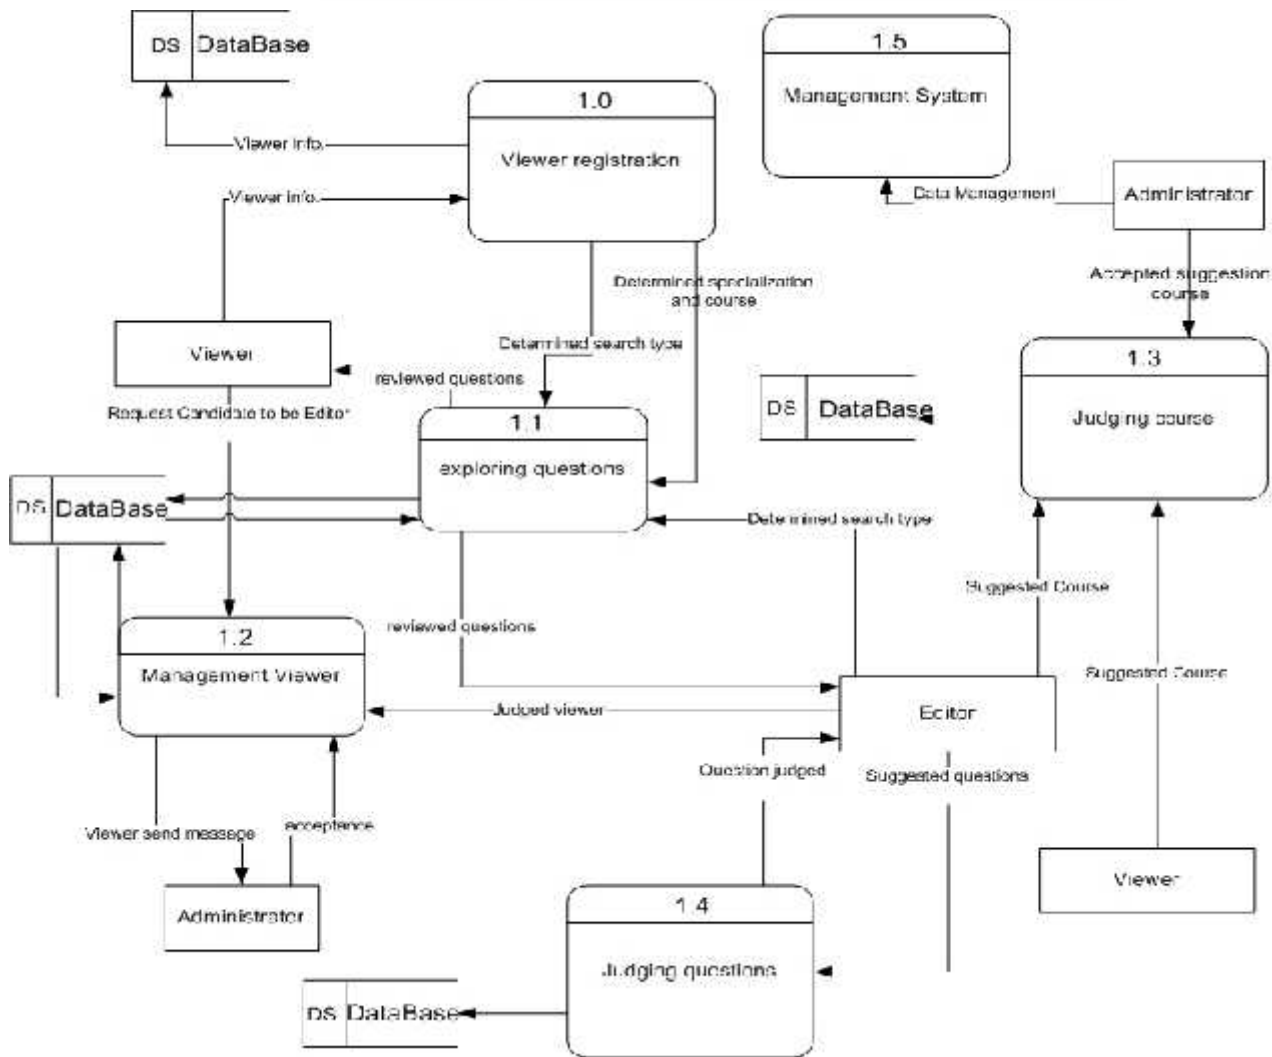 DS DataBase
1.5
Management System
1.0
Viewer registration
Viewer info.
Viewer info.
Data Management
Administrator
Accepted suggestion
course
Determined specialization
and course
Determined search type
Viewer
reviewed questions
Request Candidate to be Editor
1.3
Judging course
DS DataBase
1.1
exploring questions
DS DataBase
Determined search type
Suggested Course
reviewed questions
1.2
Management Viewer
Suggested Course
Judged viewer
Editor
Question judged
Suggested questions
Viewer send message
acceptance
Viewer
1.4
Administrator
Judging questions
DS DataBase